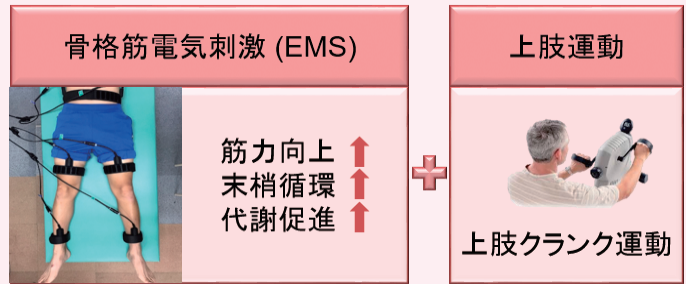 骨格筋電気刺激 (EMS)
筋力向上
末梢循環
代謝促進
上肢運動
上肢クランク運動